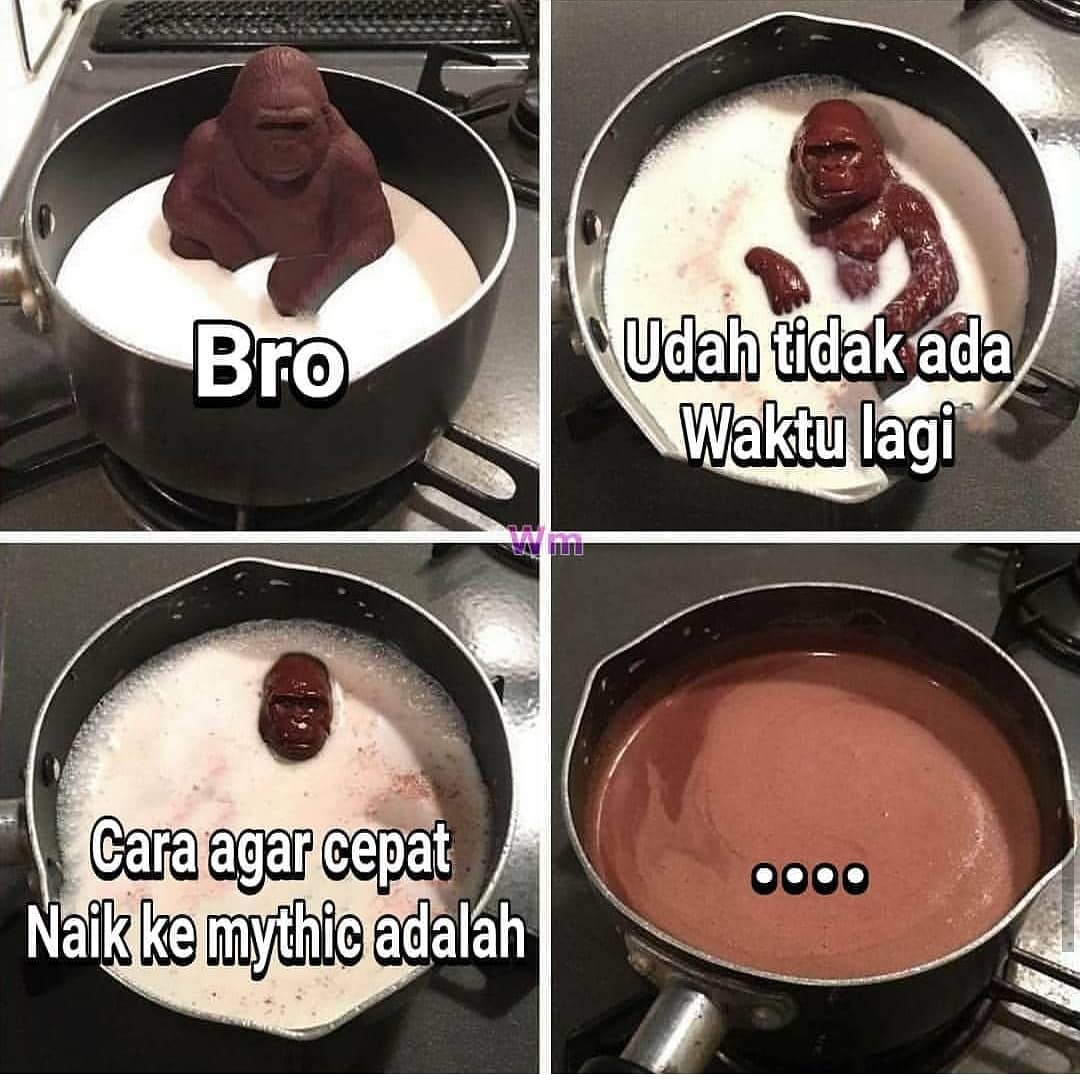 Bro
Udah tidak ada
Waktu lagi
Wm
Cara agar cepat
Naik ke mythic adalah
....